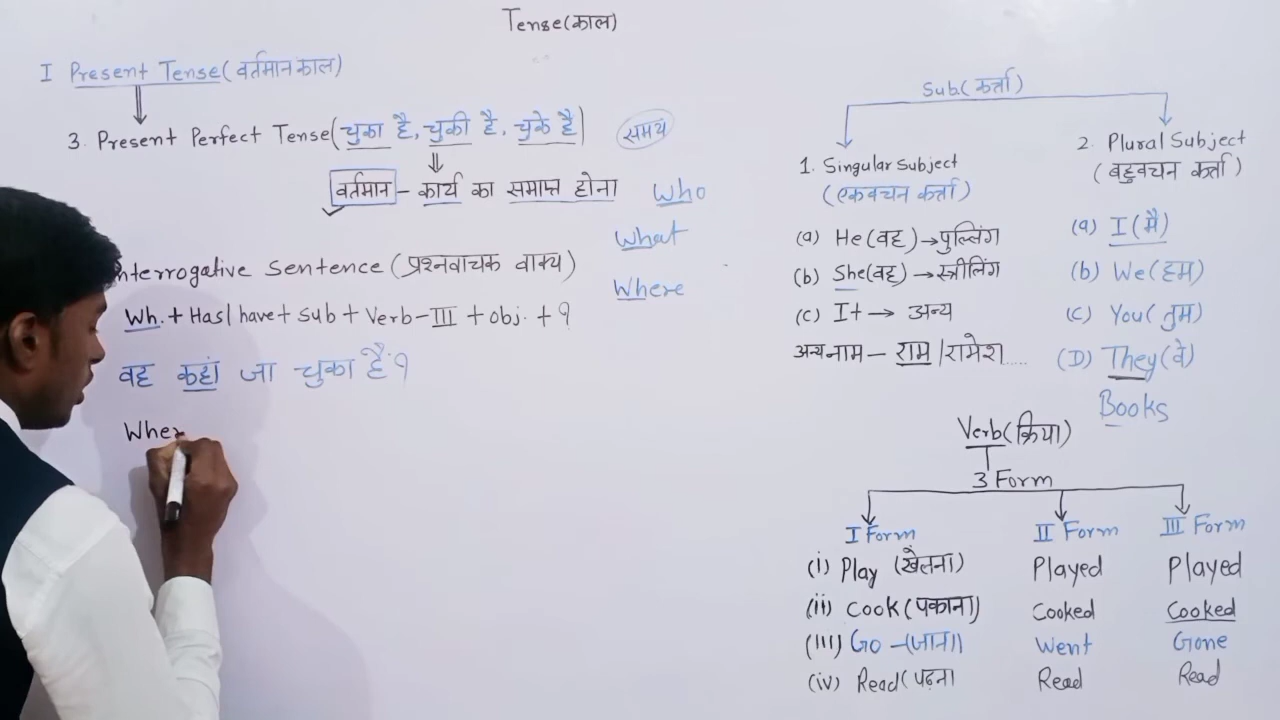 Tense(काल)
I Present Tense(वर्तमान काल)
3. Present Perfect Tense(चुका है, चुकी है, चुके है)
समय
वर्तमान - कार्य का समाप्त होना
Who
What
Where
Interrogative Sentence (प्रश्नवाचक वाक्य)
Wh. + Has/have + Sub + Verb-III + obj. + ?
वह कहां जा चुका है?
Wher
Sub.(कर्त्ता)
1. Singular Subject
(एकवचन कर्त्ता)
(a) He(वह) → पुल्लिंग
(b) She(वह) → स्त्रीलिंग
(c) It → अन्य
अन्य नाम - राम/रामेश.....
2. Plural Subject
(बहुवचन कर्त्ता)
(a) I (मै)
(b) We(हम)
(c) You(तुम)
(D) They(वे)
Books
Verb(क्रिया)
3 Form
I Form II Form III Form
(i) Play (खेलना) Played Played
(ii) Cook(पकाना) Cooked Cooked
(iii) Go -(जाना) Went Gone
(iv) Read(पढ़ना Read Read